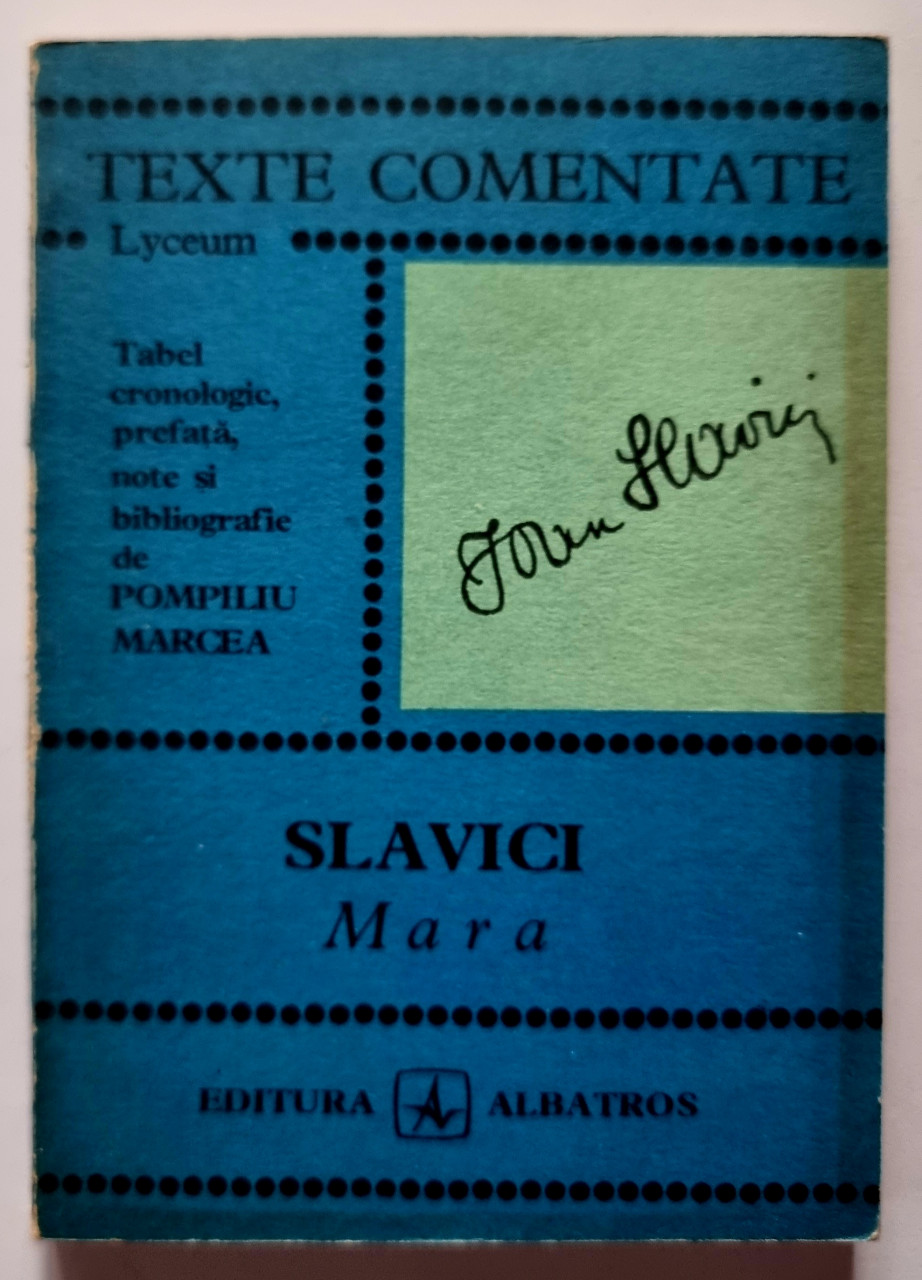 TEXTE COMENTATE
Lyceum
Tabel
cronologic,
prefață,
note și
bibliografie
de
POMPILIU
MARCEA
Ioan Slavici
SLAVICI
Mara
EDITURA ALBATROS